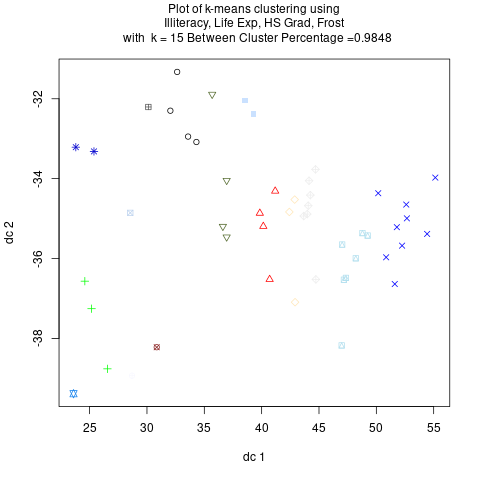 Plot of k-means clustering using
Illiteracy, Life Exp, HS Grad, Frost
with k = 15 Between Cluster Percentage =0.9848
-32
-34
-36
-38
dc 2
25 30 35 40 45 50 55
dc 1